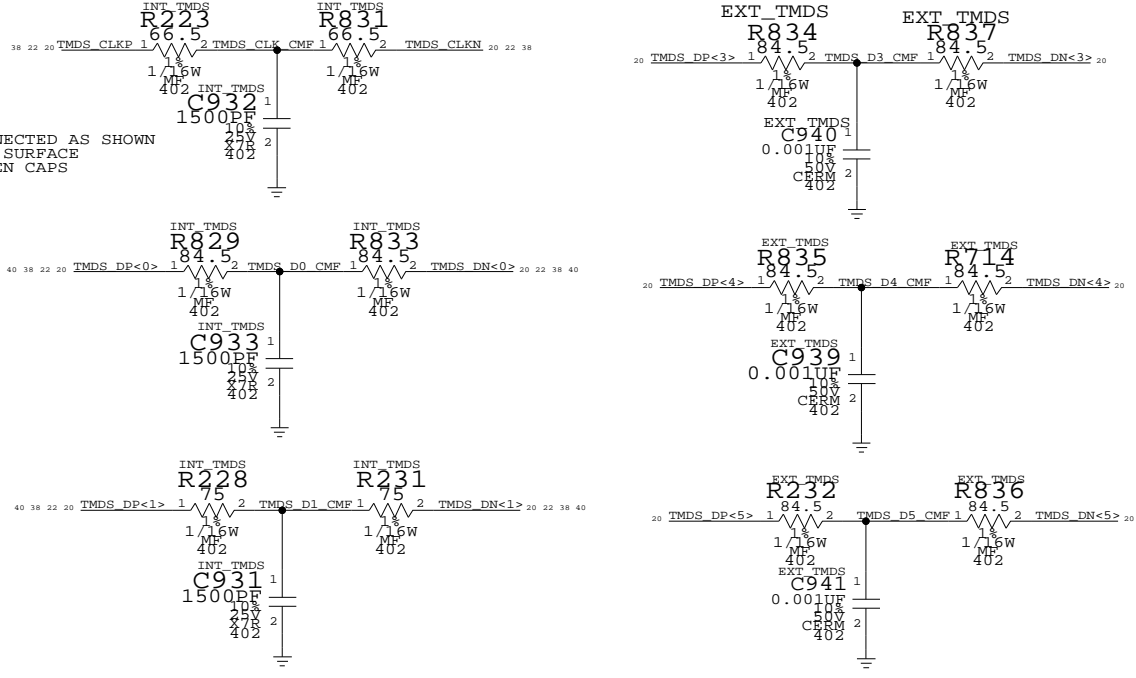 INT_TMDS
R223
66.5
38 22 20 TMDS_CLKP 1 2 TMDS_CLK_CMF
1%
1/16W
MF
402
INT_TMDS
R831
66.5
1 2 TMDS_CLKN 20 22 38
1%
1/16W
MF
402
INT_TMDS
C932 1
1500PF
10%
25V 2
X7R
402
NECTED AS SHOWN
SURFACE
EN CAPS
INT_TMDS
R829
84.5
40 38 22 20 TMDS_DP<0> 1 2 TMDS_D0_CMF
1%
1/16W
MF
402
INT_TMDS
R833
84.5
1 2 TMDS_DN<0> 20 22 38 40
1%
1/16W
MF
402
INT_TMDS
C933 1
1500PF
10%
25V 2
X7R
402
INT_TMDS
R228
75
40 38 22 20 TMDS_DP<1> 1 2 TMDS_D1_CMF
1%
1/16W
MF
402
INT_TMDS
R231
75
1 2 TMDS_DN<1> 20 22 38 40
1%
1/16W
MF
402
INT_TMDS
C931 1
1500PF
10%
25V 2
X7R
402
EXT_TMDS
R834
84.5
20 TMDS_DP<3> 1 2 TMDS_D3_CMF
1%
1/16W
MF
402
EXT_TMDS
R837
84.5
1 2 TMDS_DN<3> 20
1%
1/16W
MF
402
EXT_TMDS
C940 1
0.001UF
10%
50V 2
CERM
402
EXT_TMDS
R835
84.5
20 TMDS_DP<4> 1 2 TMDS_D4_CMF
1%
1/16W
MF
402
EXT_TMDS
R714
84.5
1 2 TMDS_DN<4> 20
1%
1/16W
MF
402
EXT_TMDS
C939 1
0.001UF
10%
50V 2
CERM
402
EXT_TMDS
R232
84.5
20 TMDS_DP<5> 1 2 TMDS_D5_CMF
1%
1/16W
MF
402
EXT_TMDS
R836
84.5
1 2 TMDS_DN<5> 20
1%
1/16W
MF
402
EXT_TMDS
C941 1
0.001UF
10%
50V 2
CERM
402